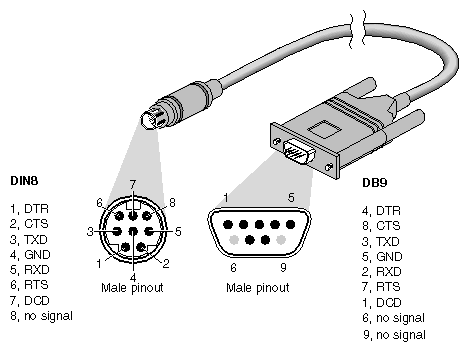 DIN8
1, DTR
2, CTS
3, TXD
4, GND
5, RXD
6, RTS
7, DCD
8, no signal
7
6 8
3 5
1 2
4
Male pinout
1 5
6 9
Male pinout
DB9
4, DTR
8, CTS
3, TXD
5, GND
2, RXD
7, RTS
1, DCD
6, no signal
9, no signal